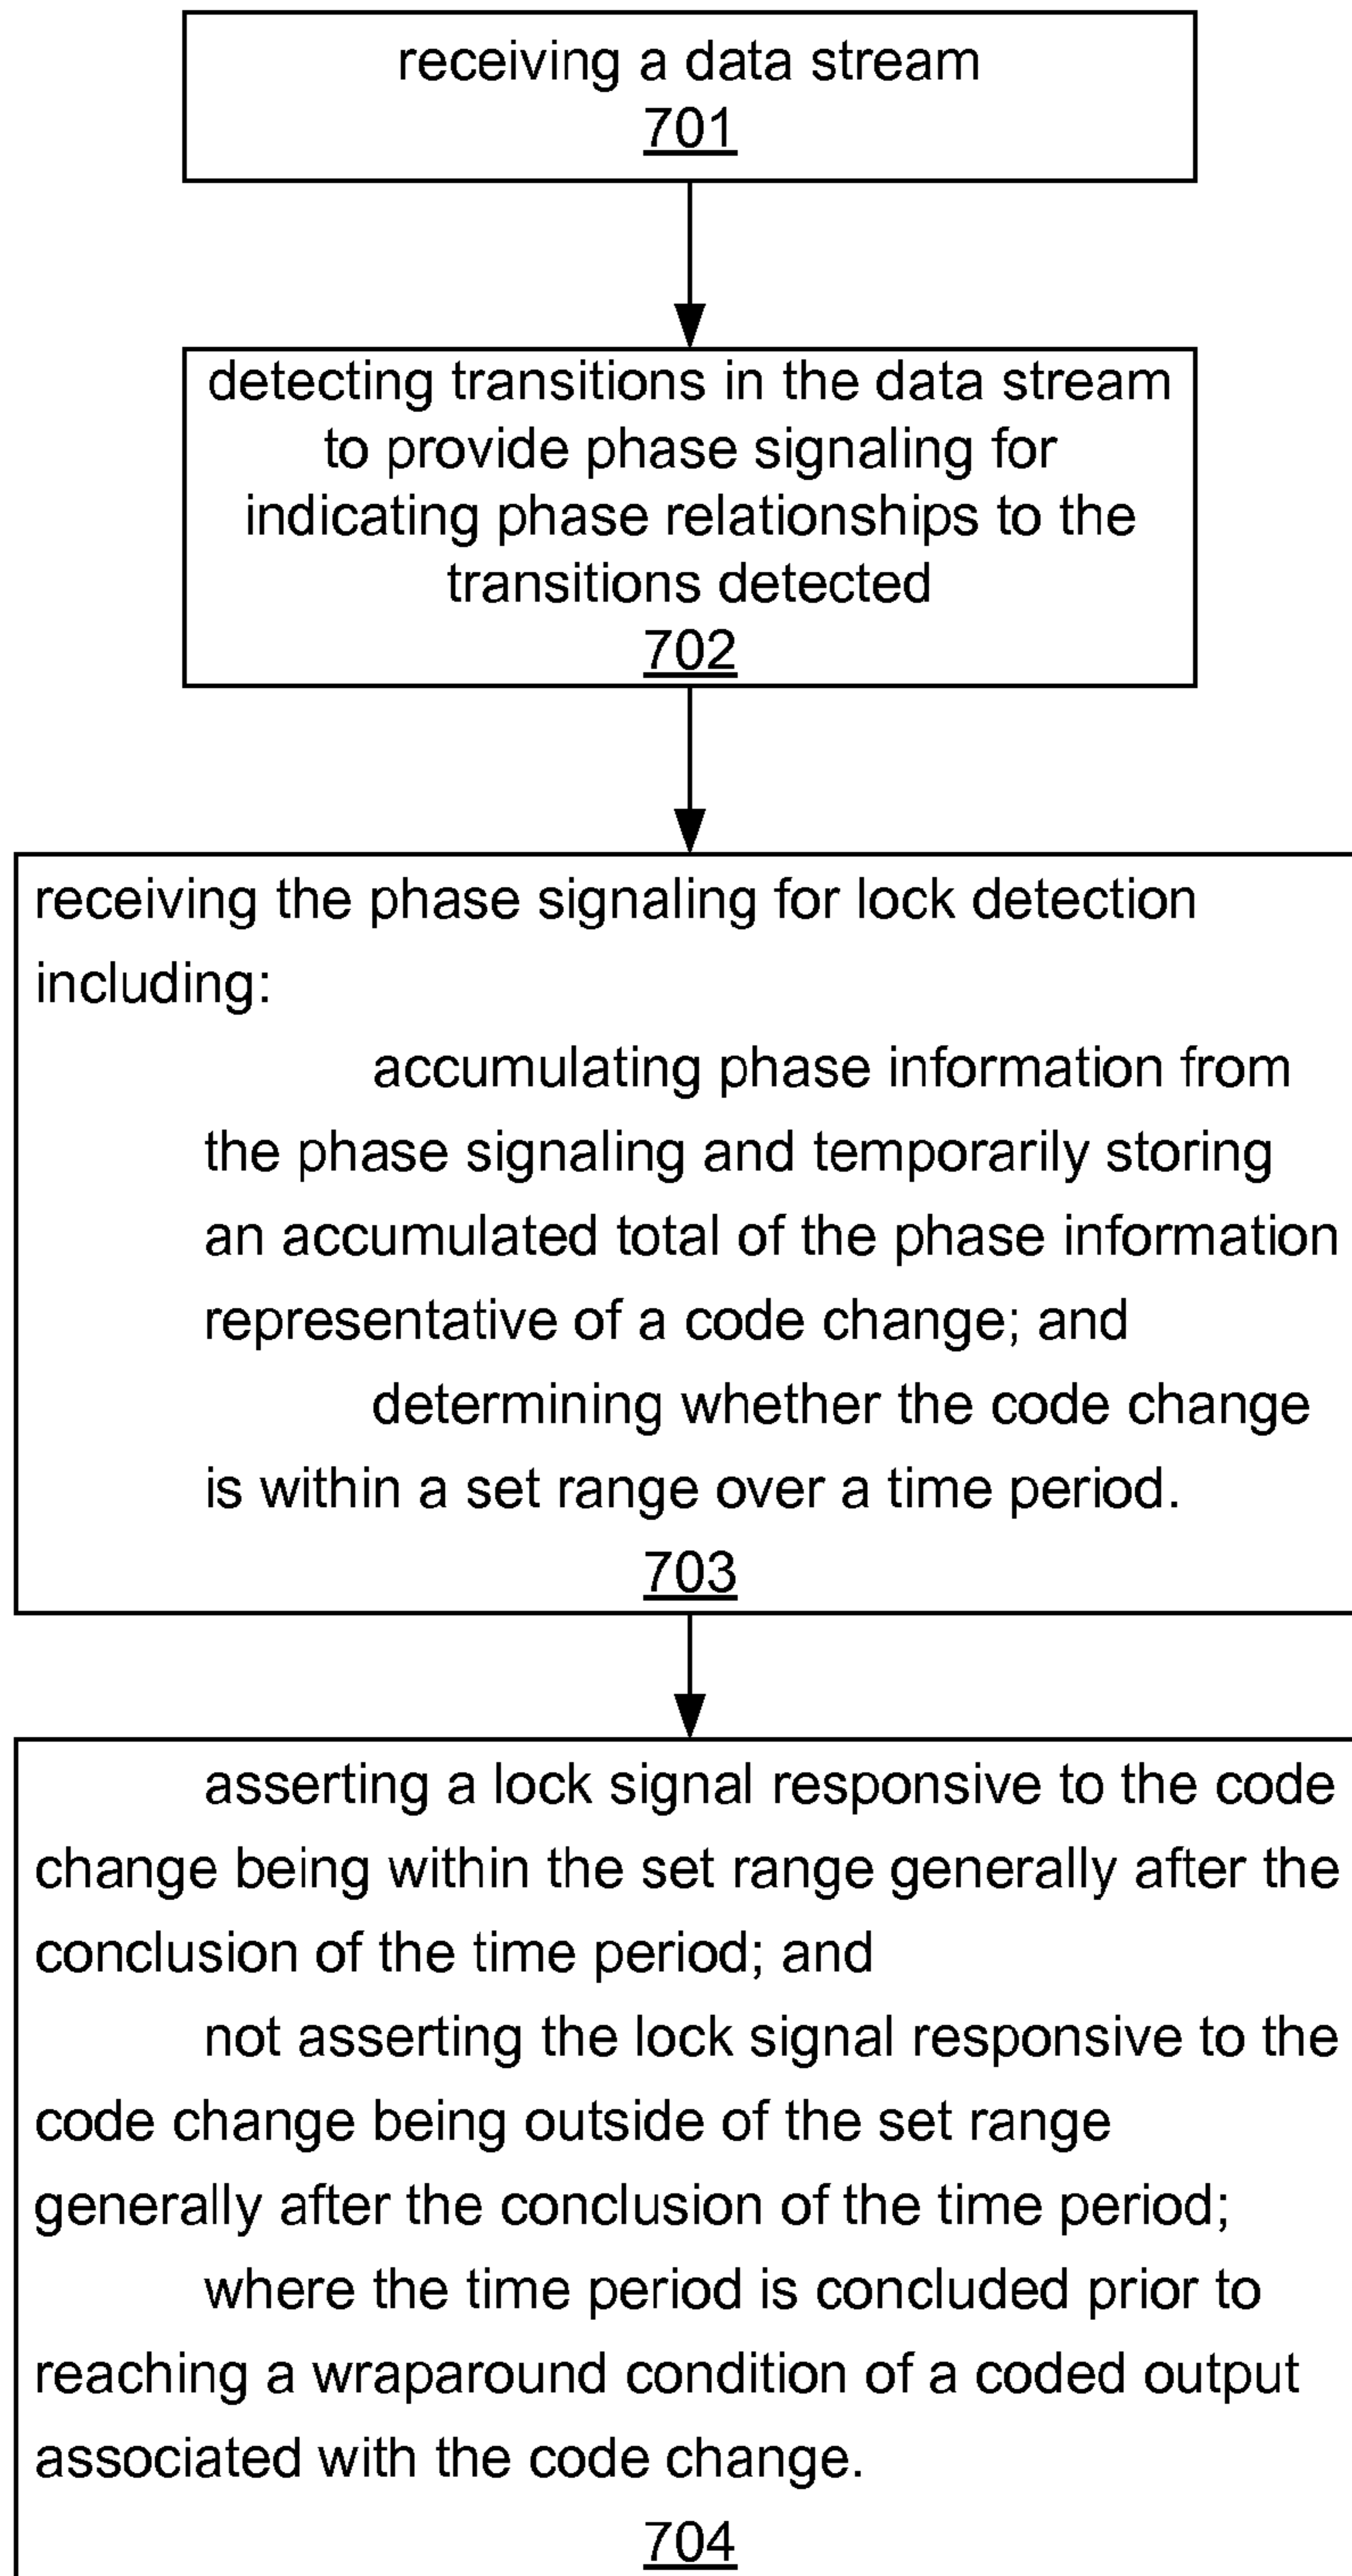 receiving a data stream
701
detecting transitions in the data stream
to provide phase signaling for
indicating phase relationships to the
transitions detected
702
receiving the phase signaling for lock detection
including:
accumulating phase information from
the phase signaling and temporarily storing
an accumulated total of the phase information
representative of a code change; and
determining whether the code change
is within a set range over a time period.
703
asserting a lock signal responsive to the code
change being within the set range generally after the
conclusion of the time period; and
not asserting the lock signal responsive to the
code change being outside of the set range
generally after the conclusion of the time period;
where the time period is concluded prior to
reaching a wraparound condition of a coded output
associated with the code change.
704